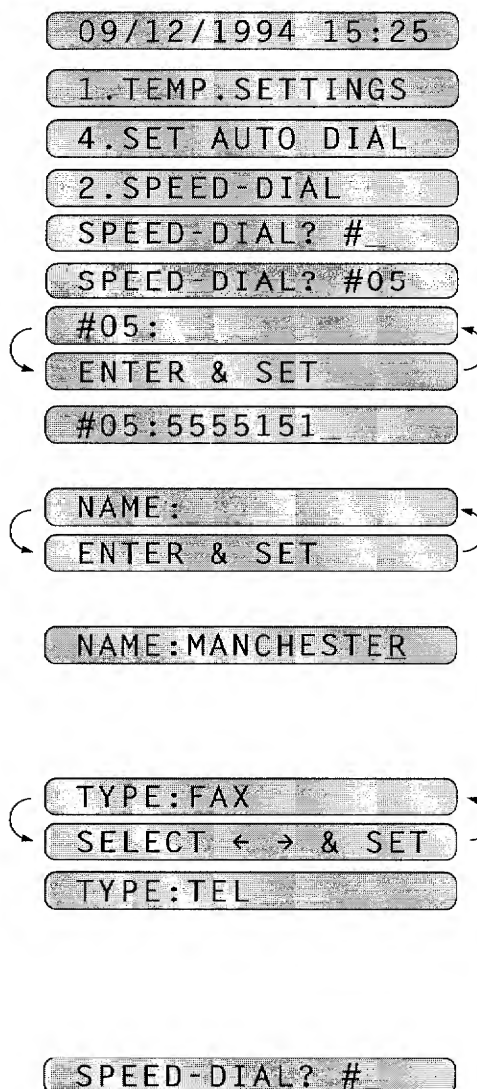 09/12/1994 15:25
1.TEMP.SETTINGS
4.SET AUTO DIAL
2.SPEED-DIAL
SPEED-DIAL? #_
SPEED-DIAL? #05
#05:
ENTER & SET
#05:5555151_
NAME:
ENTER & SET
NAME:MANCHESTER
TYPE:FAX
SELECT ← → & SET
TYPE:TEL
SPEED-DIAL? #